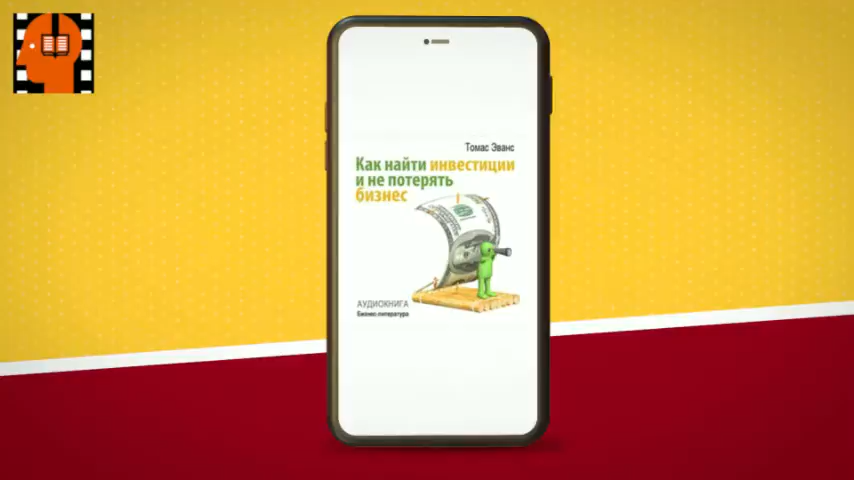 Томас Эванс
Как найти инвестиции
и не потерять
бизнес
АУДИОКНИГА
Бизнес литература